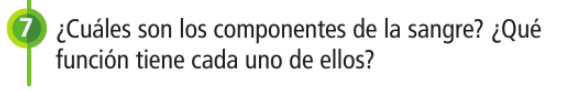 7 ¿Cuáles son los componentes de la sangre? ¿Qué
función tiene cada uno de ellos?